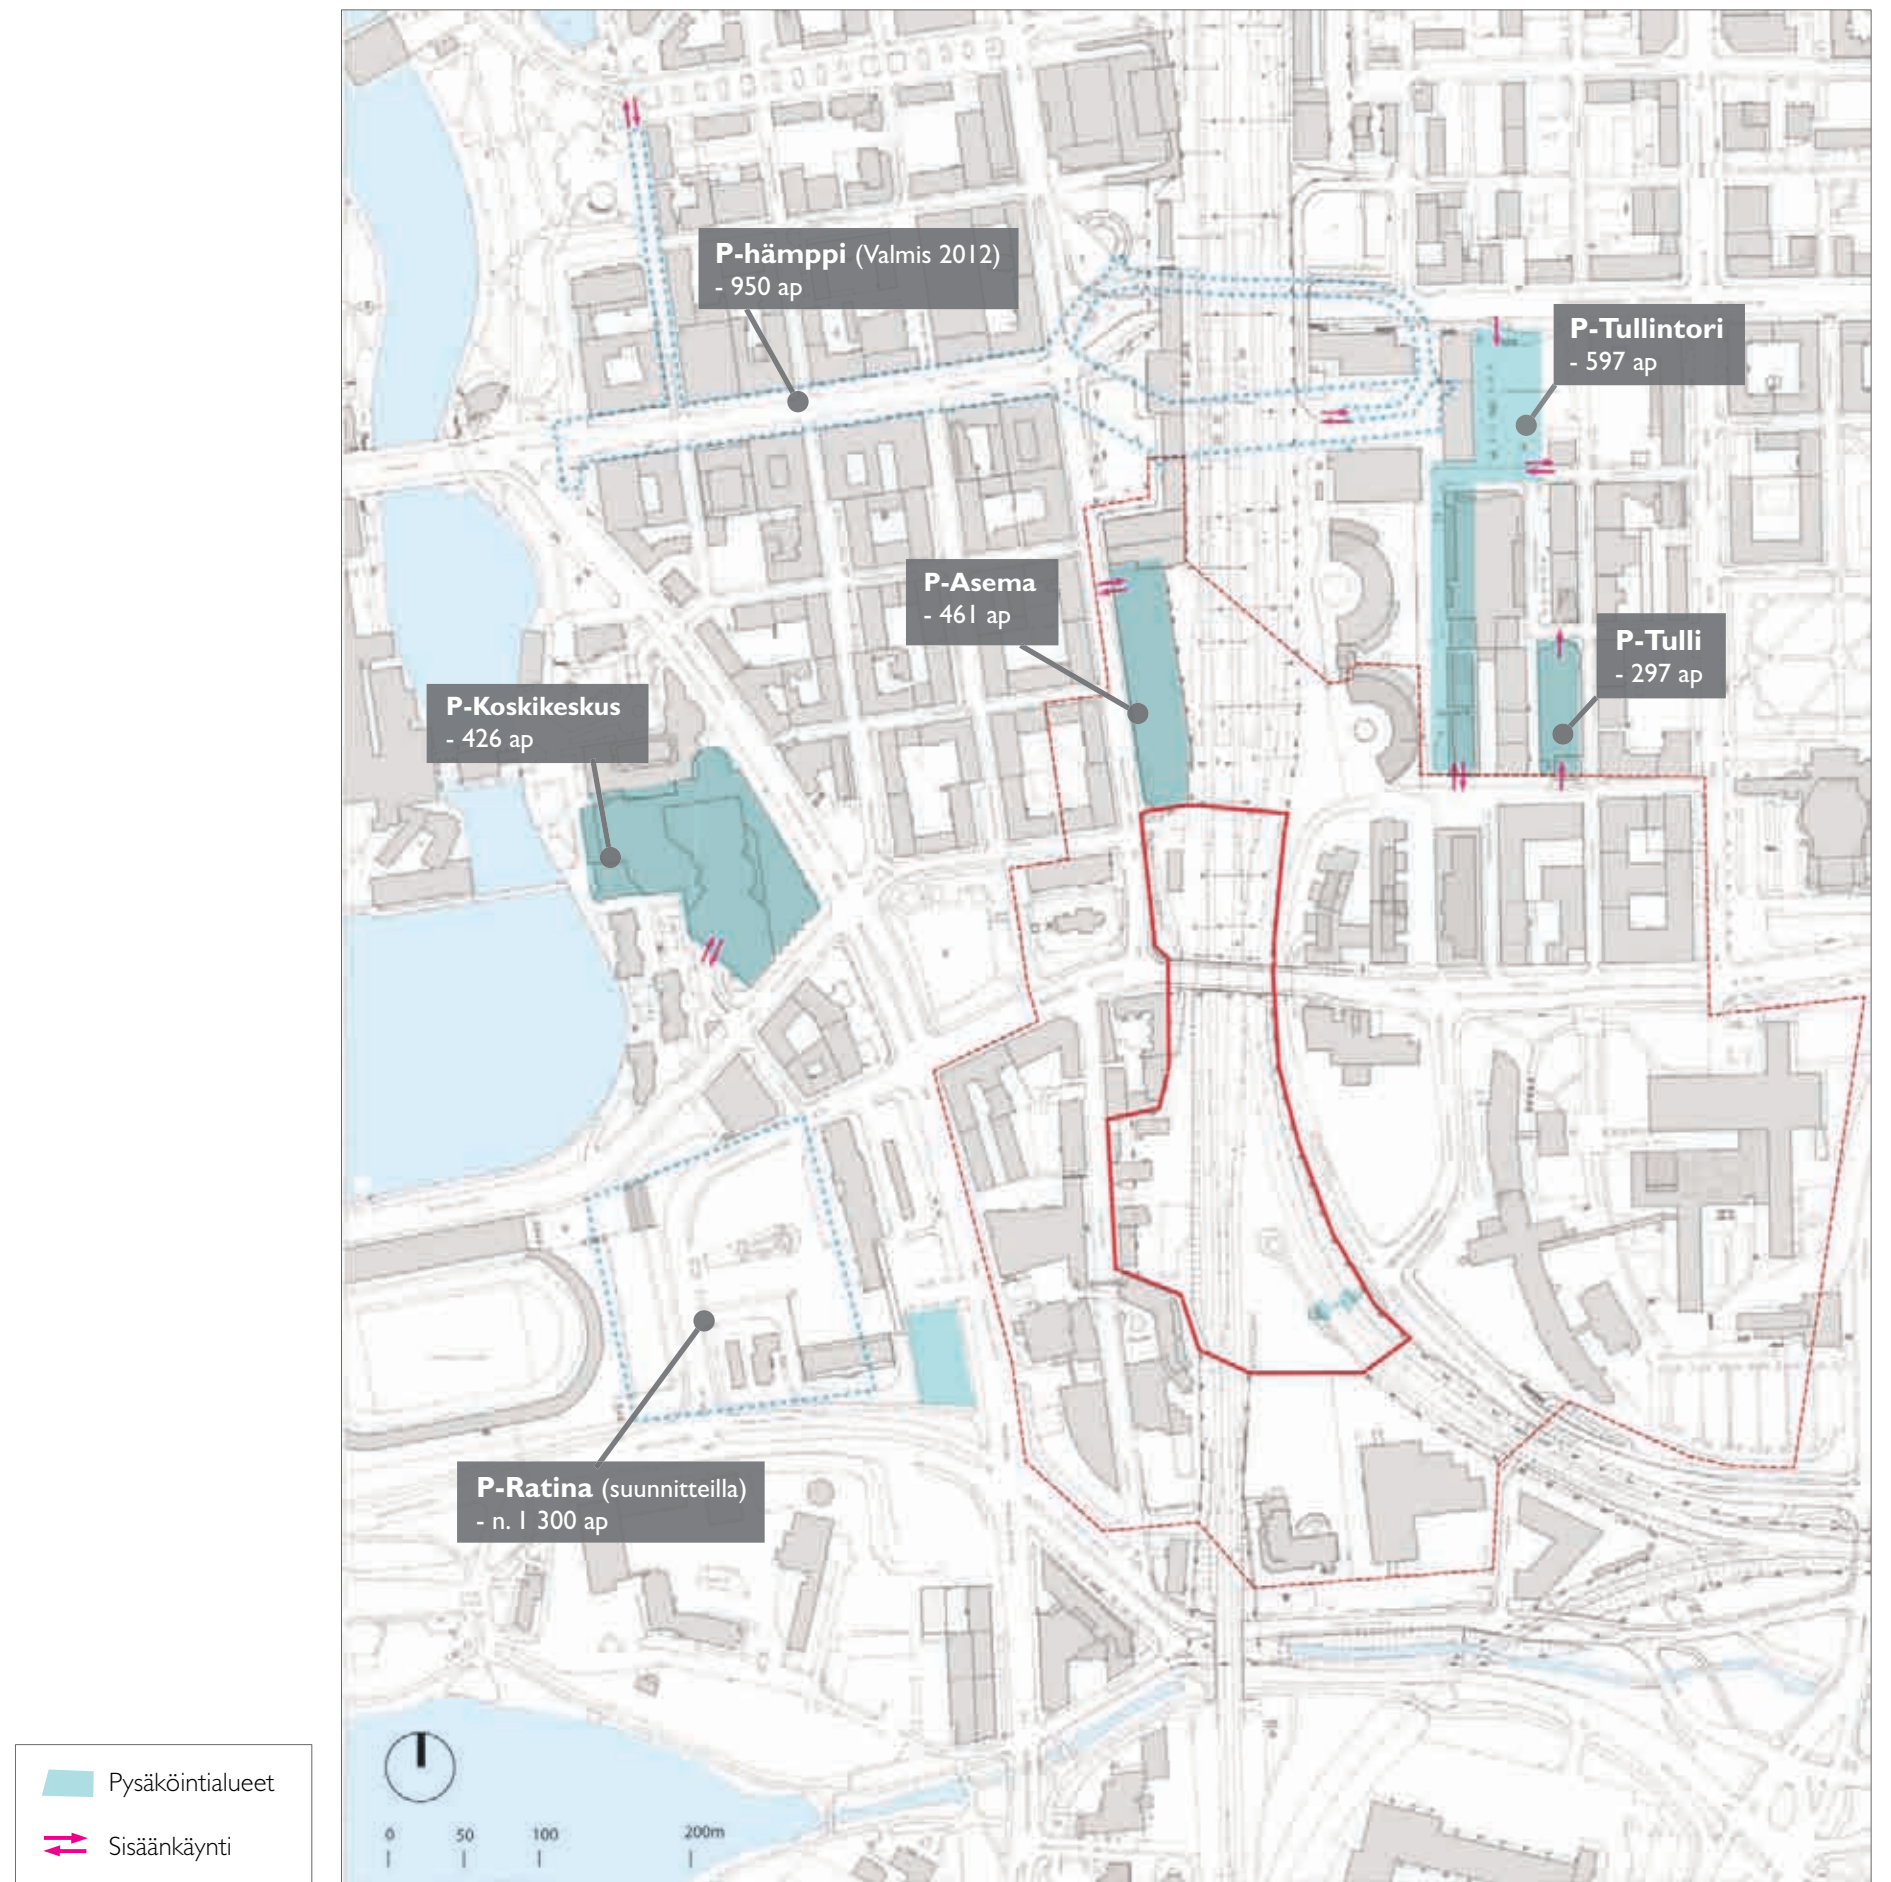 P-hämppi (Valmis 2012)
- 950 ap
P-Tullintori
- 597 ap
P-Asema
- 461 ap
P-Tulli
- 297 ap
P-Koskikeskus
- 426 ap
P-Ratina (suunnitteilla)
- n. 1 300 ap
Pysäköintialueet
Sisäänkäynti
0 50 100 200m